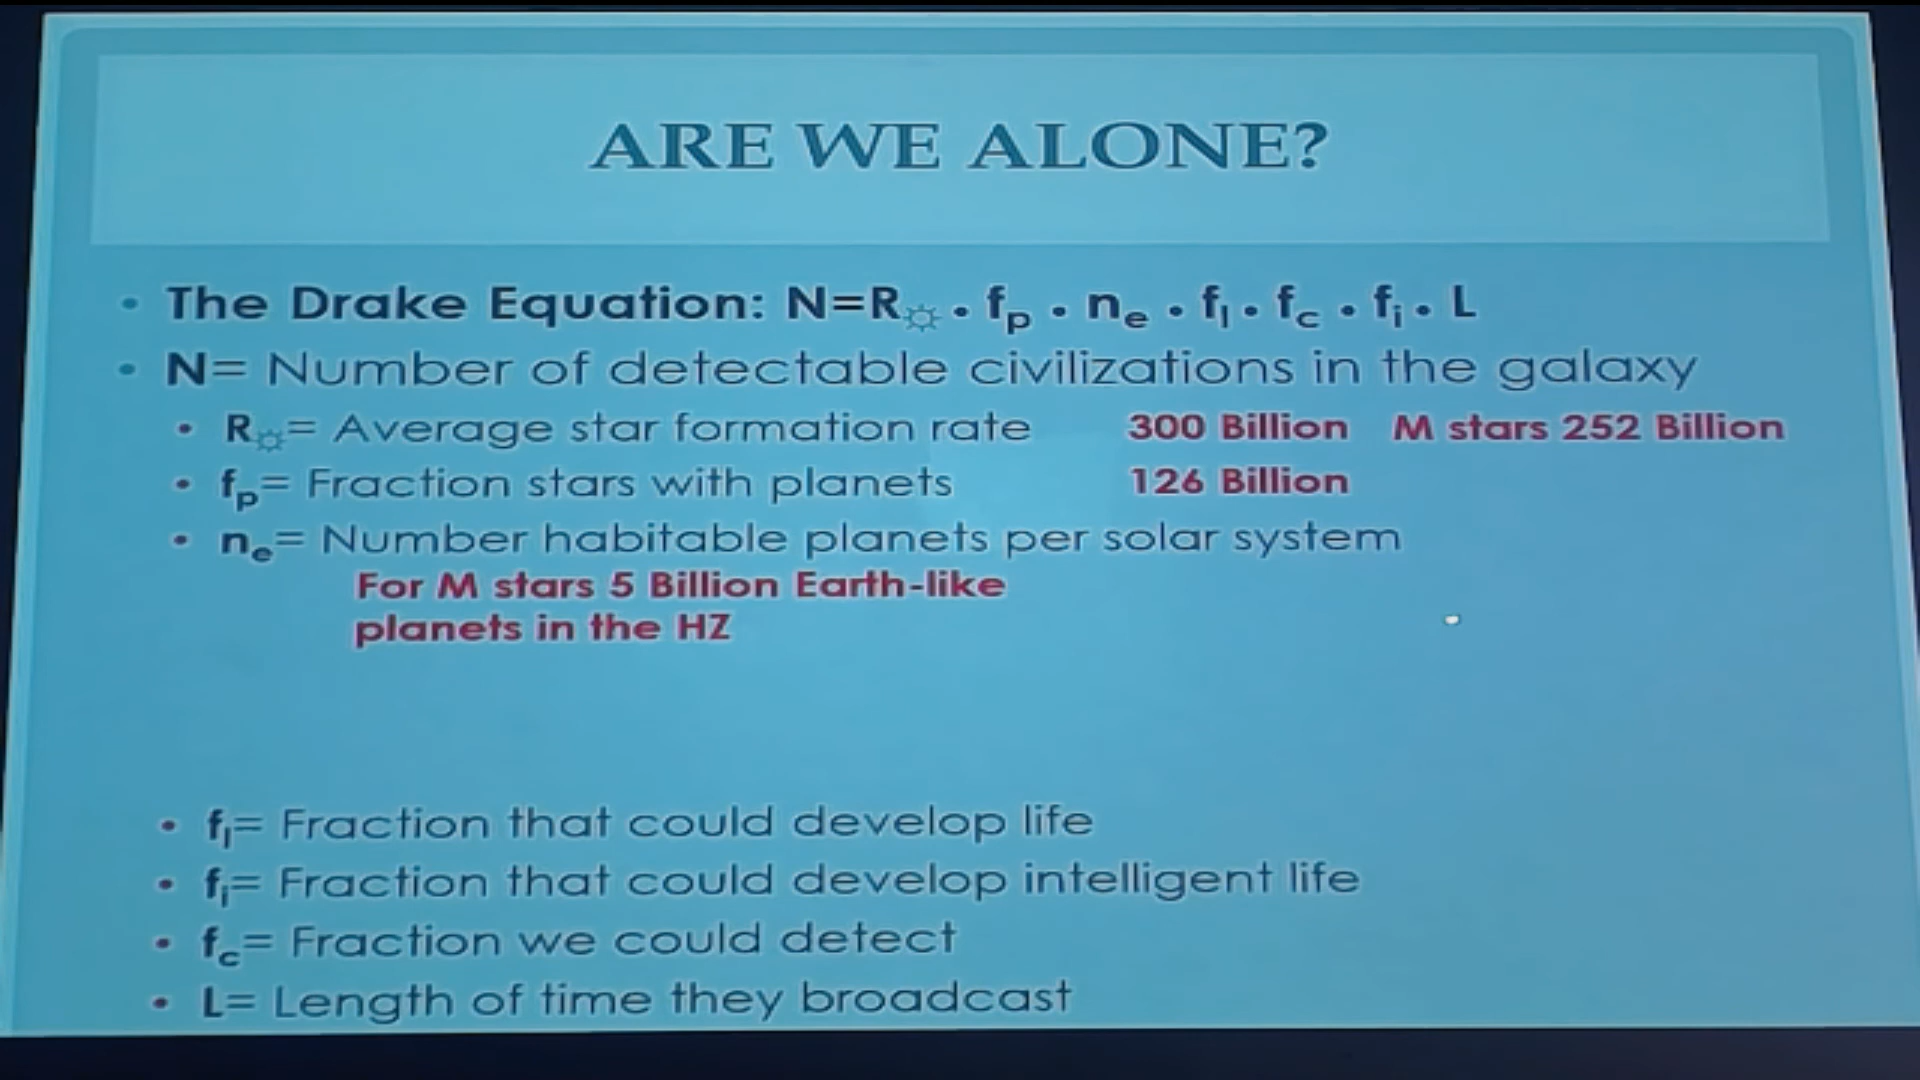 ARE WE ALONE?
• The Drake Equation: N=R☼ • fp • ne • fl • fc • fi • L
• N= Number of detectable civilizations in the galaxy
• R☼= Average star formation rate 300 Billion M stars 252 Billion
• fp= Fraction stars with planets 126 Billion
• ne= Number habitable planets per solar system
For M stars 5 Billion Earth-like
planets in the HZ
• fl= Fraction that could develop life
• fi= Fraction that could develop intelligent life
• fc= Fraction we could detect
• L= Length of time they broadcast